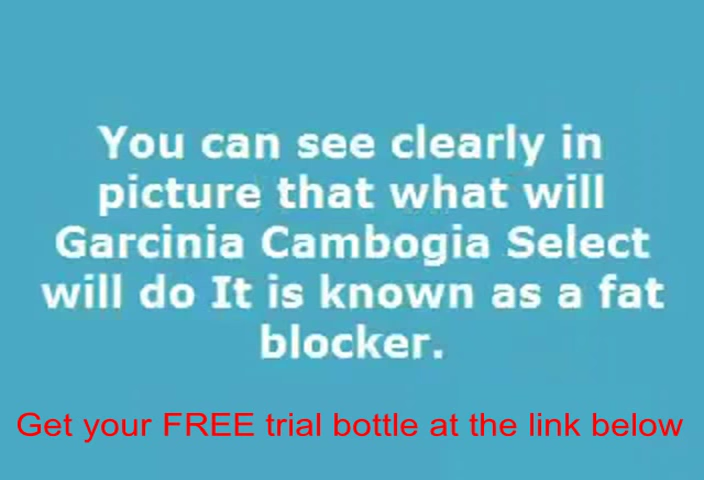 You can see clearly in
picture that what will
Garcinia Cambogia Select
will do It is known as a fat
blocker.
Get your FREE trial bottle at the link below